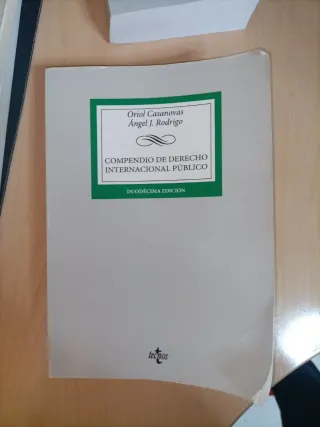 Oriol Casanovas
Ángel J. Rodrigo
COMPENDIO DE DERECHO
INTERNACIONAL PÚBLICO
DUODÉCIMA EDICIÓN
tecnos